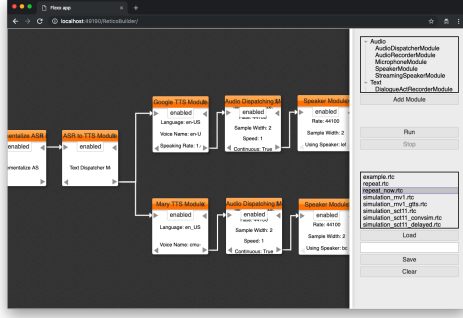 Flexx app
localhost:49190/ReticoBuilder/
Google TTS Module
enabled
Language: en-US
Voice Name: en-U
Speaking Rate: 1.
Audio Dispatching M
enabled
Sample Width: 2
Speed: 1
Continuous: True
Speaker Module
enabled
Rate: 44100
Sample Width: 2
Using Speaker: lef
mentalize ASR
enabled
mentalize AS
ASR to TTS Module
enabled
Text Dispatcher M
Mary TTS Module
enabled
Language: en_US
Voice Name: cmu-
Audio Dispatching M
enabled
Sample Width: 2
Speed: 1
Continuous: True
Speaker Module
enabled
Rate: 44100
Sample Width: 2
Using Speaker: bo
Audio
AudioDispatcherModule
AudioRecorderModule
MicrophoneModule
SpeakerModule
StreamingSpeakerModule
Text
DialogueActRecorderModule
Add Module
Run
Stop
example.rtc
repeat.rtc
repeat_now.rtc
simulation_mv1.rtc
simulation_mv1_gtts.rtc
simulation_sct11.rtc
simulation_sct11_convsim.rtc
simulation_sct11_delayed.rtc
Load
Save
Clear